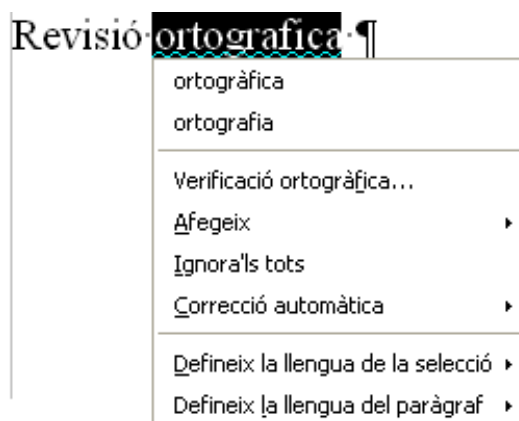 Revisió·ortografica·¶
ortogràfica
ortografia
Verificació ortogràfica...
Afegeix
Ignora'ls tots
Correcció automàtica
Defineix la llengua de la selecció
Defineix la llengua del paràgraf